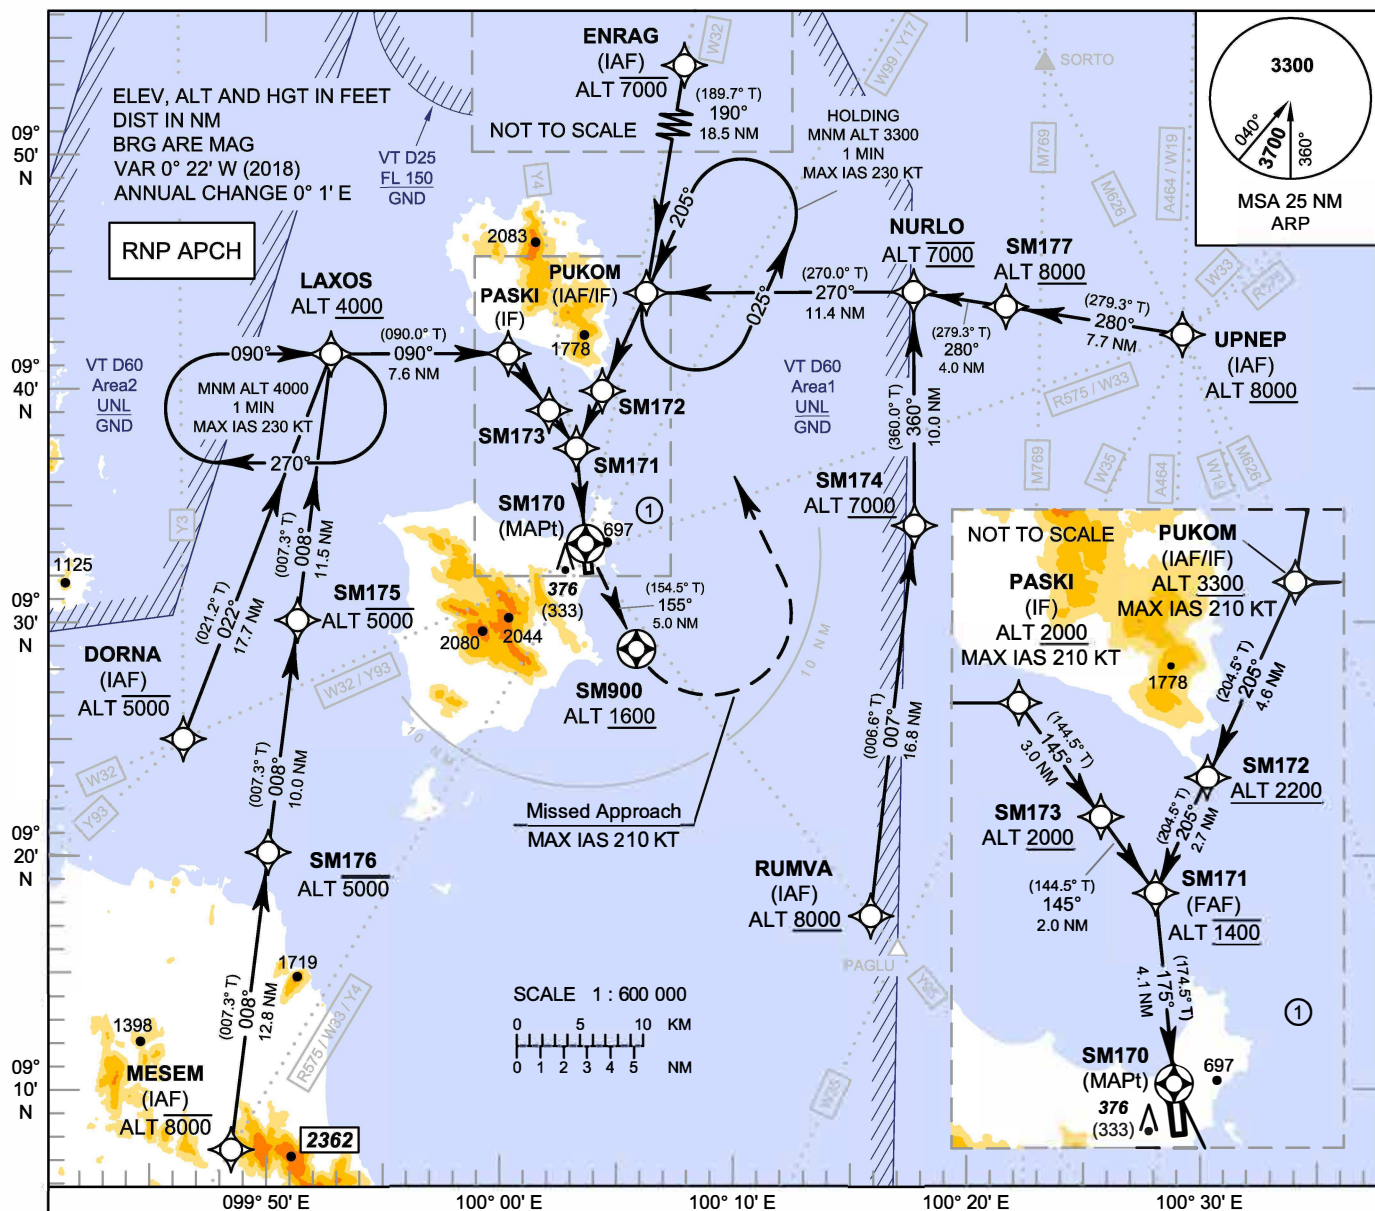 ELEV, ALT AND HGT IN FEET
DIST IN NM
BRG ARE MAG
VAR 0° 22' W (2018)
ANNUAL CHANGE 0° 1' E
RNP APCH
VT D25
FL 150
GND
ENRAG
(IAF)
ALT 7000
NOT TO SCALE
W32
(189.7° T)
190°
18.5 NM
W99 / Y17
HOLDING
MNM ALT 3300
1 MIN
MAX IAS 230 KT
205°
025°
SORTO
M769
M626
A464 / W19
W33
R575
3300
040°
3700
360°
MSA 25 NM
ARP
Y4
2083
PUKOM
(IAF/IF)
PASKI
(IF)
1778
NURLO
ALT 7000
SM177
ALT 8000
(270.0° T)
270°
11.4 NM
(279.3° T)
280°
4.0 NM
(279.3° T)
280°
7.7 NM
UPNEP
(IAF)
ALT 8000
LAXOS
ALT 4000
090°
(090.0° T)
090°
7.6 NM
MNM ALT 4000
1 MIN
MAX IAS 230 KT
270°
VT D60
Area2
UNL
GND
VT D60
Area1
UNL
GND
R575 / W33
(360.0° T)
360°
10.0 NM
SM172
SM173
SM171
SM170
(MAPt)
1
697
376
(333)
SM174
ALT 7000
M769
W35
A464
W19
M626
Y3
1125
(021.2° T)
022°
17.7 NM
(007.3° T)
008°
11.5 NM
SM175
ALT 5000
DORNA
(IAF)
ALT 5000
W32 / Y93
2080
2044
(154.5° T)
155°
5.0 NM
SM900
ALT 1600
10 NM
10 NM
W32
Y93
(007.3° T)
008°
10.0 NM
Missed Approach
MAX IAS 210 KT
(006.6° T)
007°
16.8 NM
RUMVA
(IAF)
ALT 8000
PAGLU
Y95
W35
SM176
ALT 5000
1719
R575 / W33 / Y4
(007.3° T)
008°
12.8 NM
1398
MESEM
(IAF)
ALT 8000
2362
SCALE 1 : 600 000
0 5 10 KM
0 1 2 3 4 5 NM
NOT TO SCALE
PUKOM
(IAF/IF)
ALT 3300
MAX IAS 210 KT
PASKI
(IF)
ALT 2000
MAX IAS 210 KT
1778
(204.5° T)
205°
4.6 NM
(144.5° T)
145°
3.0 NM
SM172
ALT 2200
SM173
ALT 2000
(204.5° T)
205°
2.7 NM
(144.5° T)
145°
2.0 NM
SM171
(FAF)
ALT 1400
(174.5° T)
175°
4.1 NM
1
SM170
(MAPt)
697
376
(333)
09°
50'
N
09°
40'
N
09°
30'
N
09°
20'
N
09°
10'
N
099° 50' E
100° 00' E
100° 10' E
100° 20' E
100° 30' E